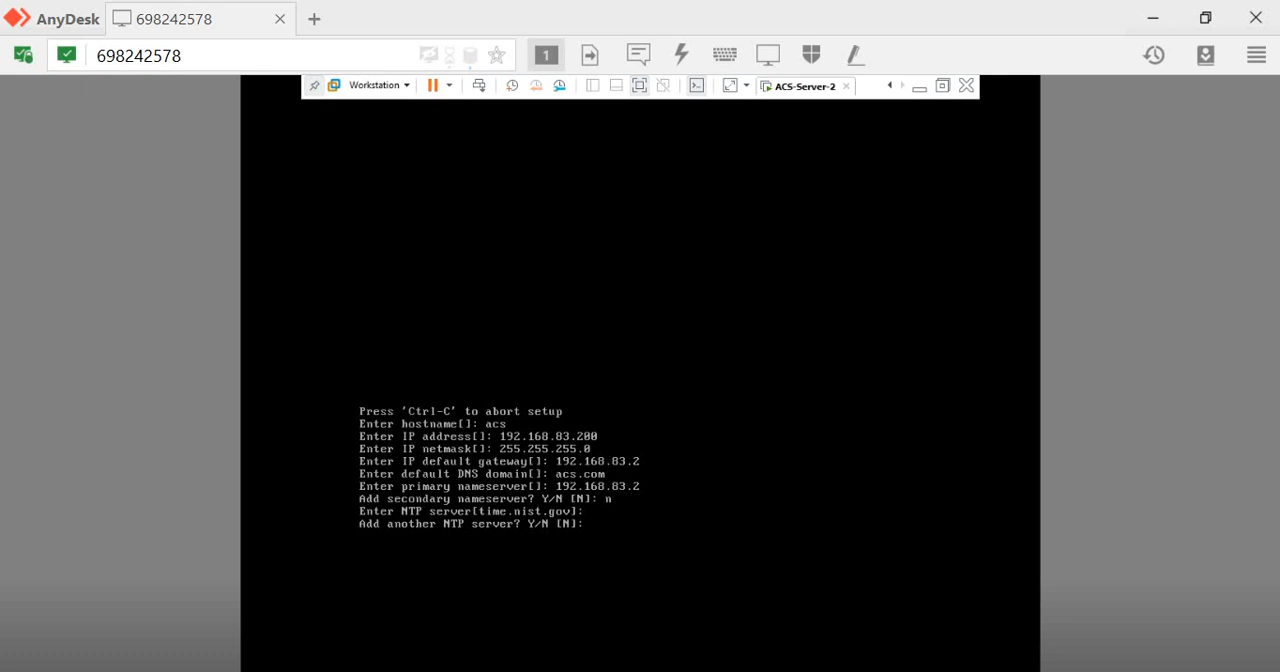 AnyDesk
698242578
698242578
1
Workstation
ACS-Server-2
Press 'Ctrl-C' to abort setup
Enter hostname[]: acs
Enter IP address[]: 192.168.83.200
Enter IP netmask[]: 255.255.255.0
Enter IP default gateway[]: 192.168.83.2
Enter default DNS domain[]: acs.com
Enter primary nameserver[]: 192.168.83.2
Add secondary nameserver? Y/N [N]: n
Enter NTP server[time.nist.gov]:
Add another NTP server? Y/N [N]: